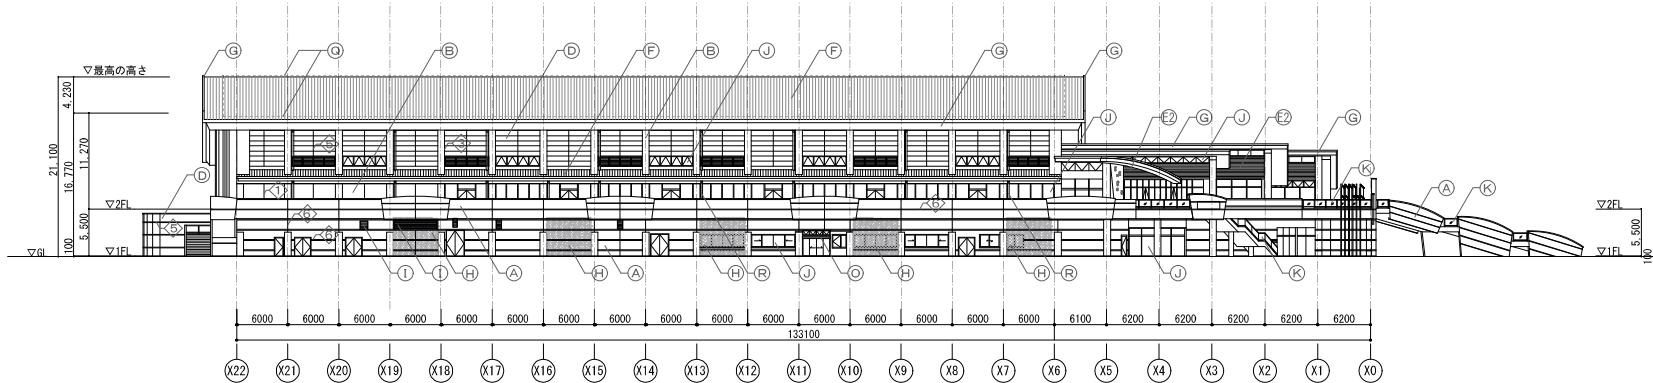 G Q B D F B J F G G
▽最高の高さ
4.230
J E2 G J E2 G
21.100
16.770
11.270
5 3
K
D
1
A K
▽2FL
6 6
▽2FL
5
5.500
6
5.500
▽GL
100
▽1FL
▽1FL
100
I I H A H A H R J O H H R J K
6000 6000 6000 6000 6000 6000 6000 6000 6000 6000 6000 6000 6000 6000 6000 6000 6100 6200 6200 6200 6200 6200
133100
X22 X21 X20 X19 X18 X17 X16 X15 X14 X13 X12 X11 X10 X9 X8 X7 X6 X5 X4 X3 X2 X1 X0